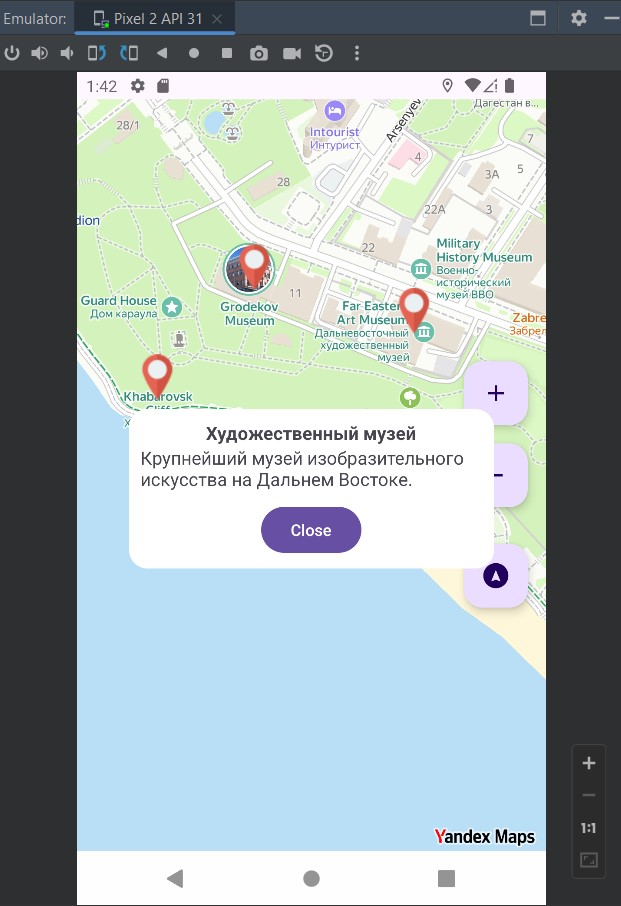 Emulator:
Pixel 2 API 31
1:42
Дагестан в...
Arsenyev
28/1
Intourist
Интурист
7
4
3A
5
28
22A
3
dion
22
Military
History Museum
Военно-
исторический
музей ВВО
11
Guard House
Дом караула
Grodekov
Museum
Far Easter
Art Museum
Дальневосточный
художественный
музей
Zabre
Забрел
Khabarovsk
Cliff
Художественный музей
Крупнейший музей изобразительного
искусства на Дальнем Востоке.
Close
Yandex Maps
1:1